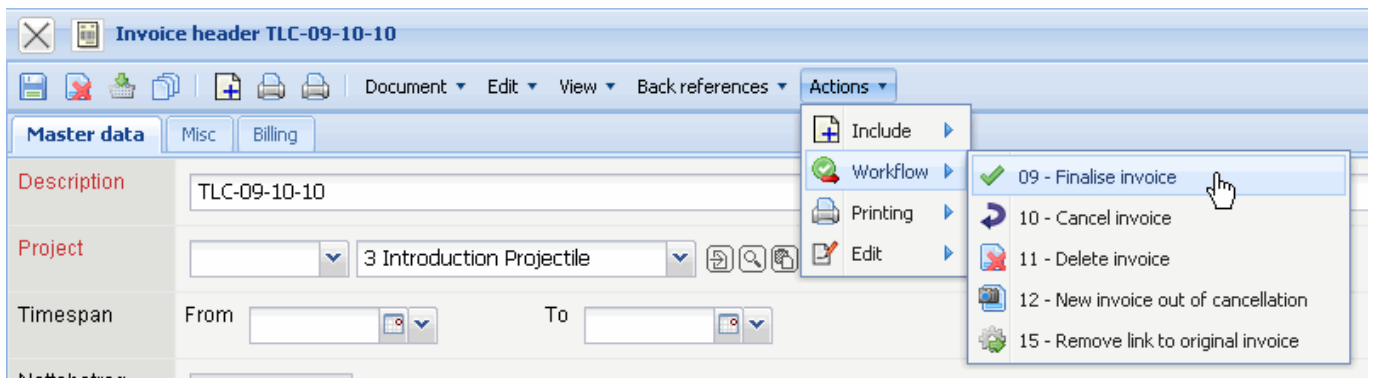 Invoice header TLC-09-10-10
Document Edit View Back references Actions
Master data Misc Billing
Include
Workflow
Printing
Edit
09 - Finalise invoice
10 - Cancel invoice
11 - Delete invoice
12 - New invoice out of cancellation
15 - Remove link to original invoice
Description TLC-09-10-10
Project 3 Introduction Projectile
Timespan From To